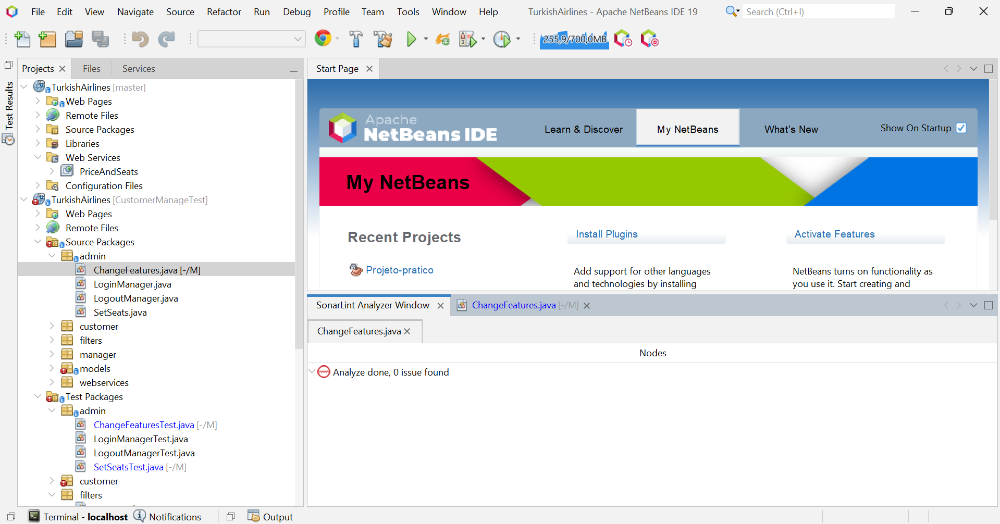 File Edit View Navigate Source Refactor Run Debug Profile Team Tools Window Help TurkishAirlines - Apache NetBeans IDE 19 Search (Ctrl+I)
255,9/700,0MB
Test Results
Projects Files Services
TurkishAirlines [master]
Web Pages
Remote Files
Source Packages
Libraries
Web Services
PriceAndSeats
Configuration Files
TurkishAirlines [CustomerManageTest]
Web Pages
Remote Files
Source Packages
admin
ChangeFeatures.java [-/M]
LoginManager.java
LogoutManager.java
SetSeats.java
customer
filters
manager
models
webservices
Test Packages
admin
ChangeFeaturesTest.java [-/M]
LoginManagerTest.java
LogoutManagerTest.java
SetSeatsTest.java [-/M]
customer
filters
Start Page
Apache
NetBeans IDE
Learn & Discover My NetBeans What's New Show On Startup
My NetBeans
Recent Projects
Projeto-pratico
Install Plugins
Add support for other languages
and technologies by installing
Activate Features
NetBeans turns on functionality as
you use it. Start creating and
SonarLint Analyzer Window ChangeFeatures.java [-/M]
ChangeFeatures.java
Nodes
Analyze done, 0 issue found
Terminal - localhost Notifications Output